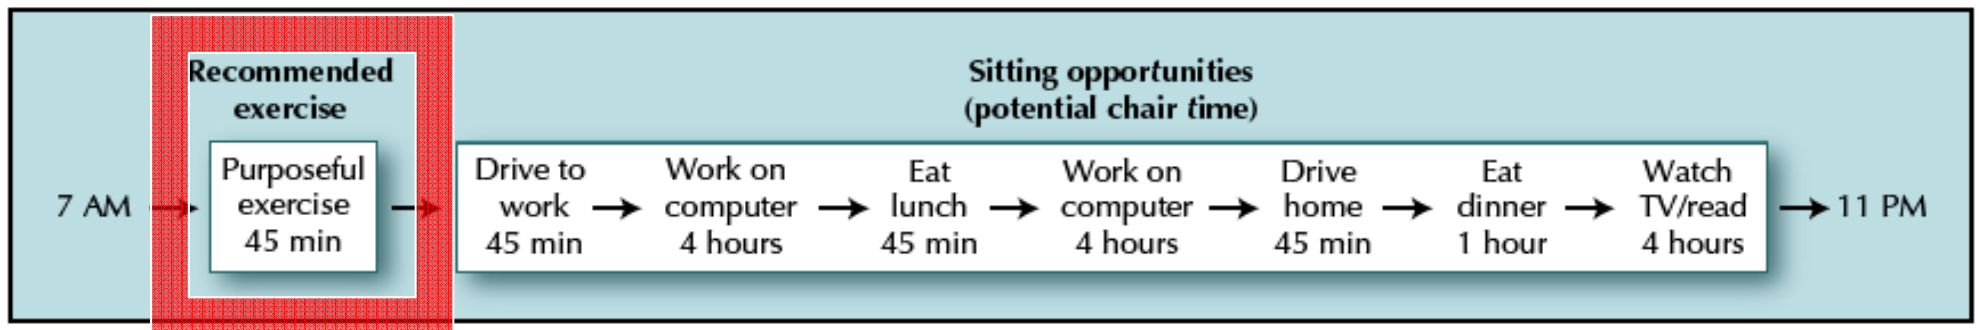 Recommended
exercise
Sitting opportunities
(potential chair time)
7 AM
Purposeful
exercise
45 min
Drive to
work
45 min
Work on
computer
4 hours
Eat
lunch
45 min
Work on
computer
4 hours
Drive
home
45 min
Eat
dinner
1 hour
Watch
TV/read
4 hours
11 PM